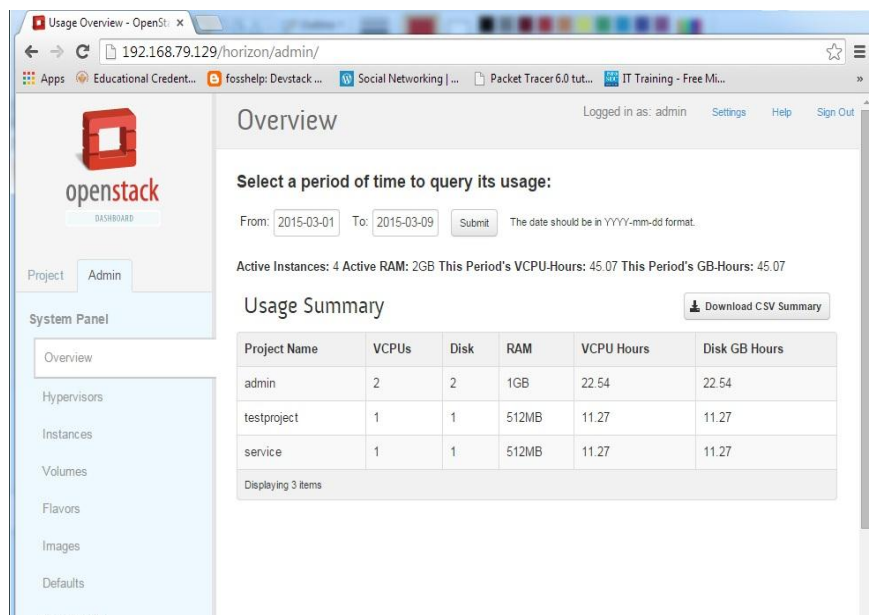 Usage Overview - OpenSt
192.168.79.129/horizon/admin/
Apps Educational Credent... fosshelp: Devstack ... Social Networking | ... Packet Tracer 6.0 tut... IT Training - Free Mi... »
openstack
DASHBOARD
Project Admin
System Panel
Overview
Hypervisors
Instances
Volumes
Flavors
Images
Defaults
Overview
Logged in as: admin Settings Help Sign Out
Select a period of time to query its usage:
From: 2015-03-01 To: 2015-03-09 Submit The date should be in YYYY-mm-dd format.
Active Instances: 4 Active RAM: 2GB This Period's VCPU-Hours: 45.07 This Period's GB-Hours: 45.07
Usage Summary
Download CSV Summary
Project Name VCPUs Disk RAM VCPU Hours Disk GB Hours
admin 2 2 1GB 22.54 22.54
testproject 1 1 512MB 11.27 11.27
service 1 1 512MB 11.27 11.27
Displaying 3 items